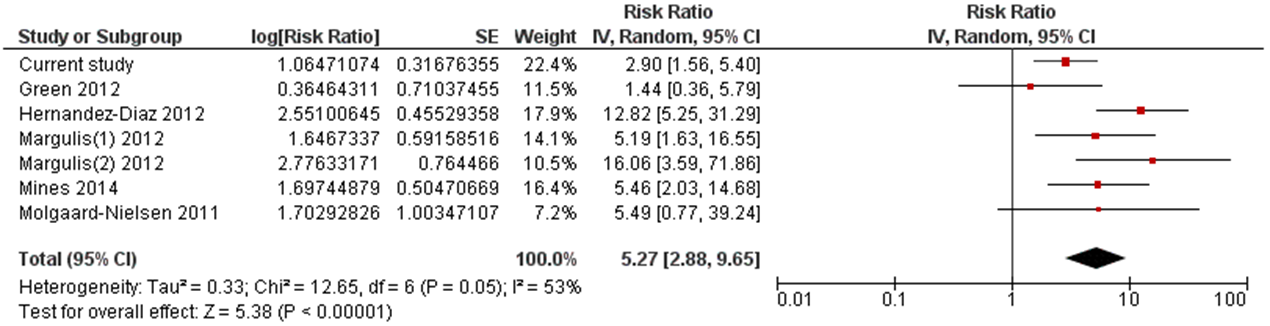 Risk Ratio Risk Ratio
Study or Subgroup log[Risk Ratio] SE Weight IV, Random, 95% CI IV, Random, 95% CI
Current study 1.06471074 0.31676355 22.4% 2.90 [1.56, 5.40]
Green 2012 0.36464311 0.71037455 11.5% 1.44 [0.36, 5.79]
Hernandez-Diaz 2012 2.55100645 0.45529358 17.9% 12.82 [5.25, 31.29]
Margulis(1) 2012 1.6467337 0.59158516 14.1% 5.19 [1.63, 16.55]
Margulis(2) 2012 2.77633171 0.764466 10.5% 16.06 [3.59, 71.86]
Mines 2014 1.69744879 0.50470669 16.4% 5.46 [2.03, 14.68]
Molgaard-Nielsen 2011 1.70292826 1.00347107 7.2% 5.49 [0.77, 39.24]
Total (95% CI) 100.0% 5.27 [2.88, 9.65]
Heterogeneity: Tau² = 0.33; Chi² = 12.65, df = 6 (P = 0.05); I² = 53%
Test for overall effect: Z = 5.38 (P < 0.00001)
0.01 0.1 1 10 100